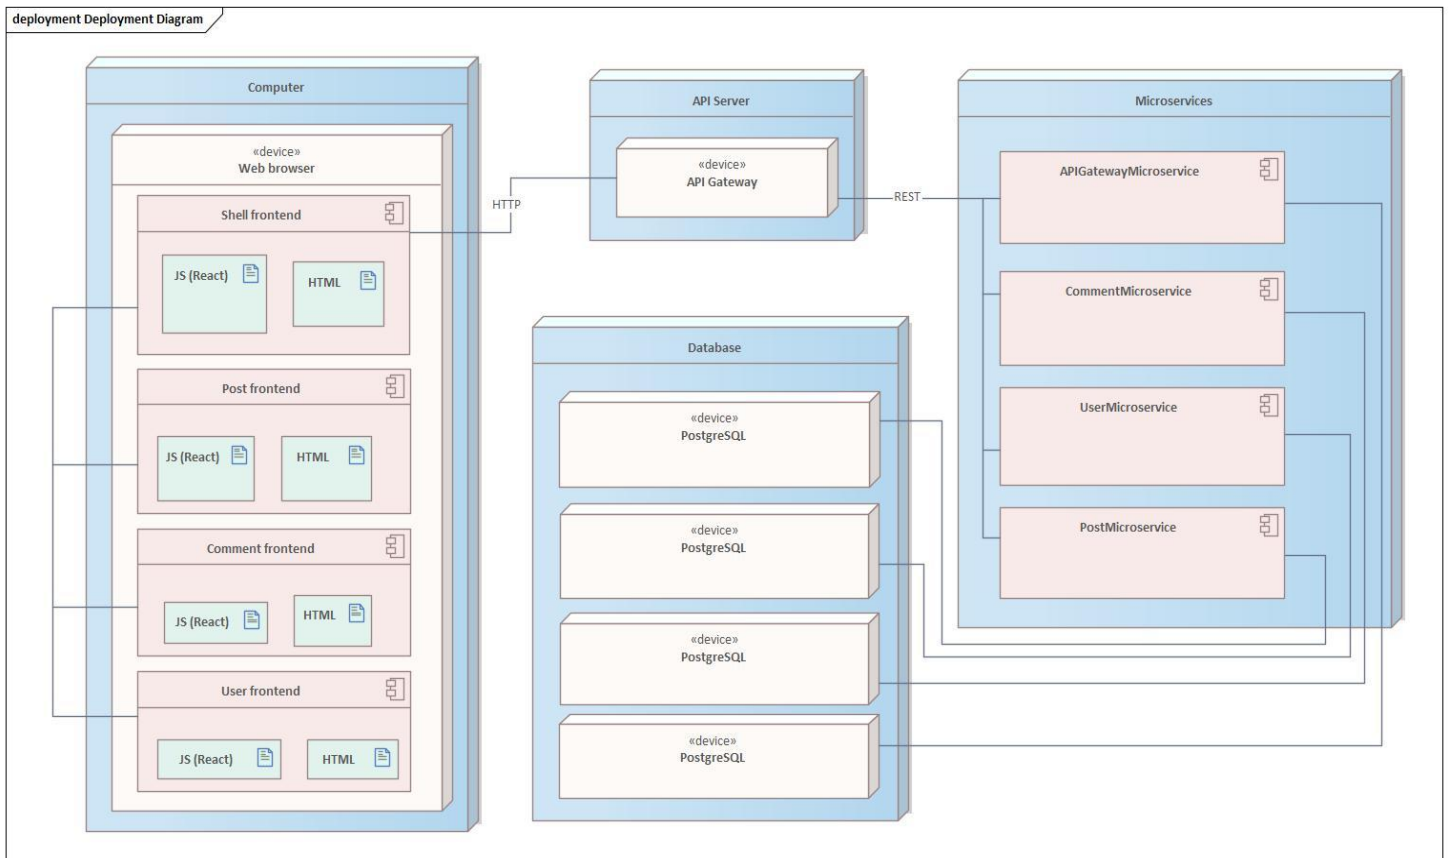 deployment Deployment Diagram
Computer
«device»
Web browser
Shell frontend
JS (React)
HTML
Post frontend
JS (React)
HTML
Comment frontend
JS (React)
HTML
User frontend
JS (React)
HTML
HTTP
API Server
«device»
API Gateway
REST
Database
«device»
PostgreSQL
«device»
PostgreSQL
«device»
PostgreSQL
«device»
PostgreSQL
Microservices
APIGatewayMicroservice
CommentMicroservice
UserMicroservice
PostMicroservice